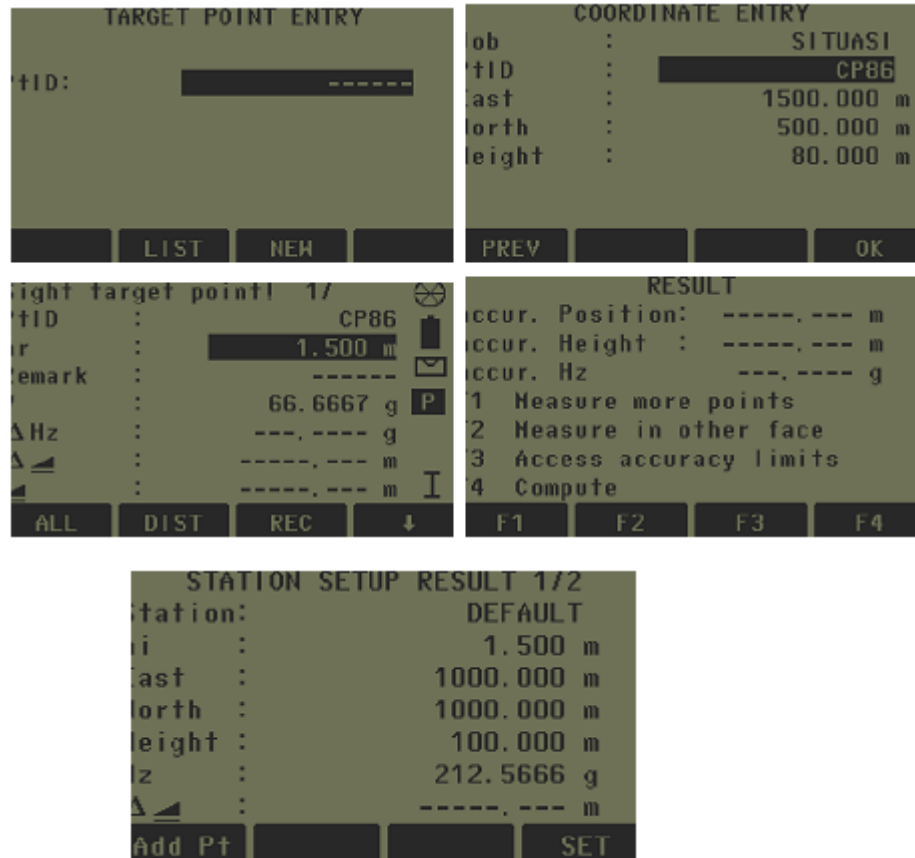 TARGET POINT ENTRY
PtID: ------
LIST NEW
COORDINATE ENTRY
ob : SITUASI
tID : CP86
ast : 1500.000 m
orth : 500.000 m
eight : 80.000 m
PREV OK
ight target point! 1/
tID : CP86
r : 1.500 m
emark : ------
: 66.6667 g P
Δ Hz : ---.---- g
Δ : -----.--- m
: -----.--- m
ALL DIST REC ↓
RESULT
ccur. Position: -----.--- m
ccur. Height : -----.--- m
ccur. Hz ---.---- g
1 Measure more points
2 Measure in other face
3 Access accuracy limits
4 Compute
F1 F2 F3 F4
STATION SETUP RESULT 1/2
tation: DEFAULT
i : 1.500 m
ast : 1000.000 m
orth : 1000.000 m
eight : 100.000 m
z : 212.5666 g
Δ : -----.--- m
Add Pt SET